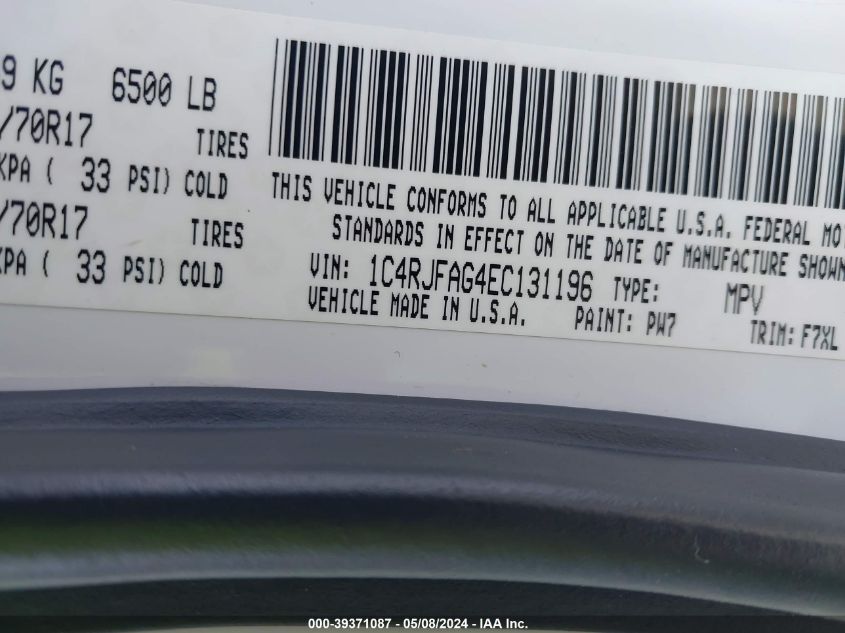 9 KG 6500 LB
/70R17 TIRES
KPA ( 33 PSI) COLD
/70R17 TIRES
KPA ( 33 PSI) COLD
THIS VEHICLE CONFORMS TO ALL APPLICABLE U.S.A. FEDERAL MOT
STANDARDS IN EFFECT ON THE DATE OF MANUFACTURE SHOWN
VIN: 1C4RJFAG4EC131196 TYPE: MPV
VEHICLE MADE IN U.S.A. PAINT: PW7 TRIM: F7XL
000-39371087 - 05/08/2024 - IAA Inc.